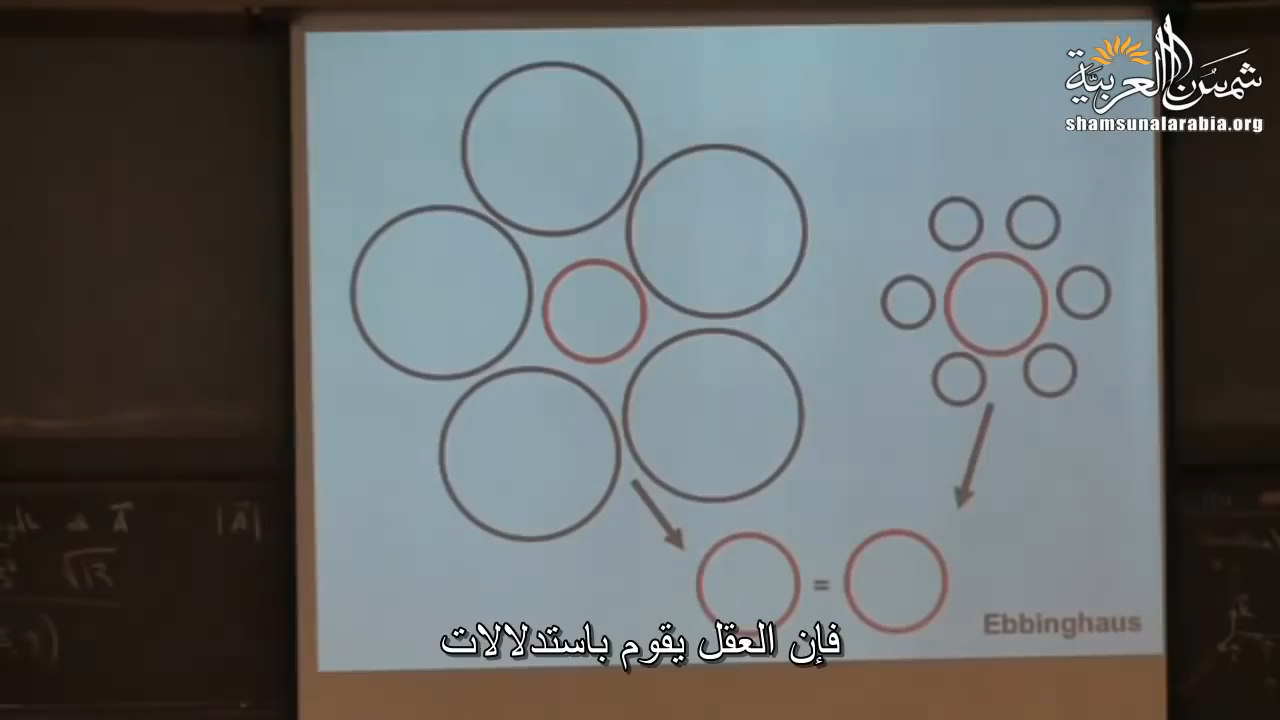 شمس العربية
shamsunalarabia.org
|A|
=
Ebbinghaus
فإن العقل يقوم باستدلالات